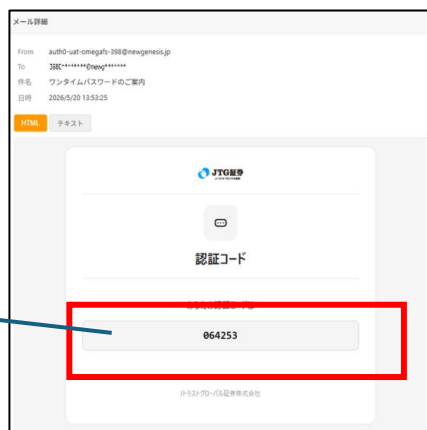 メール詳細
From auth0-uat-omegafs-398@newgenesis.jp
To 398C********@newg*******
件名 ワンタイムパスワードのご案内
日時 2026/5/20 13:53:25
HTML テキスト
JTG証券
認証コード
064253
Jトラストグローバル証券株式会社